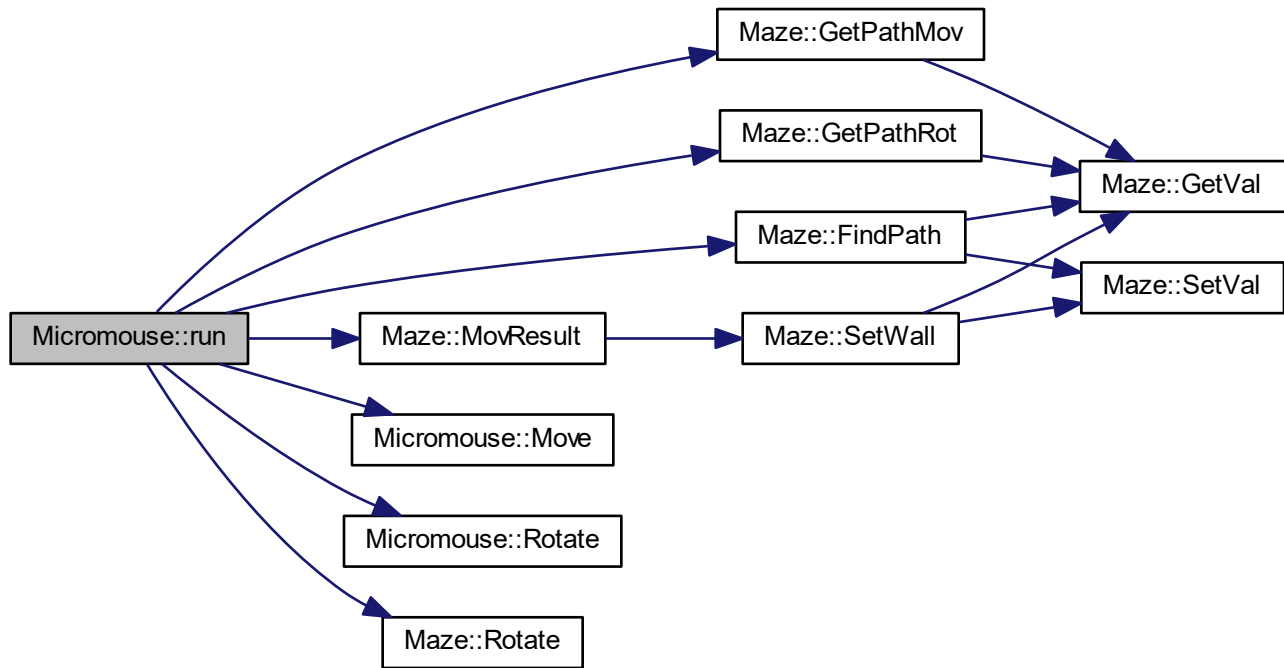 Maze::GetPathMov
Maze::GetPathRot
Maze::GetVal
Maze::FindPath
Maze::SetVal
Micromouse::run
Maze::MovResult
Maze::SetWall
Micromouse::Move
Micromouse::Rotate
Maze::Rotate